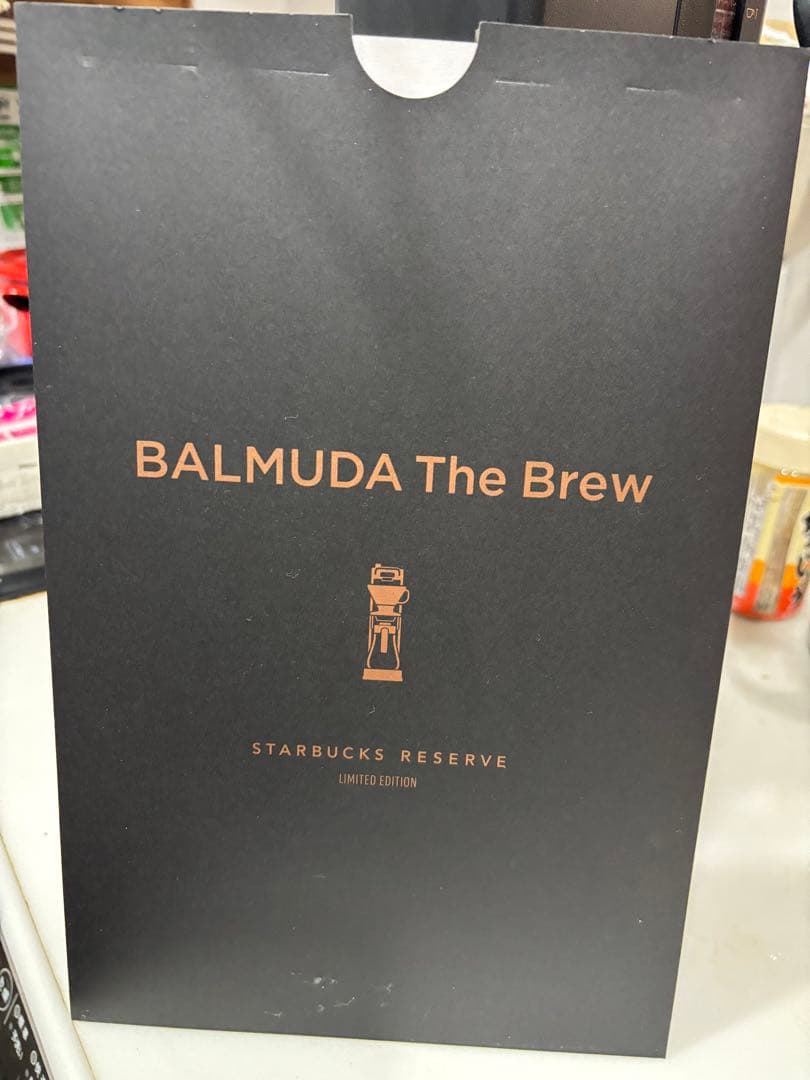 BALMUDA The Brew
STARBUCKS RESERVE
LIMITED EDITION